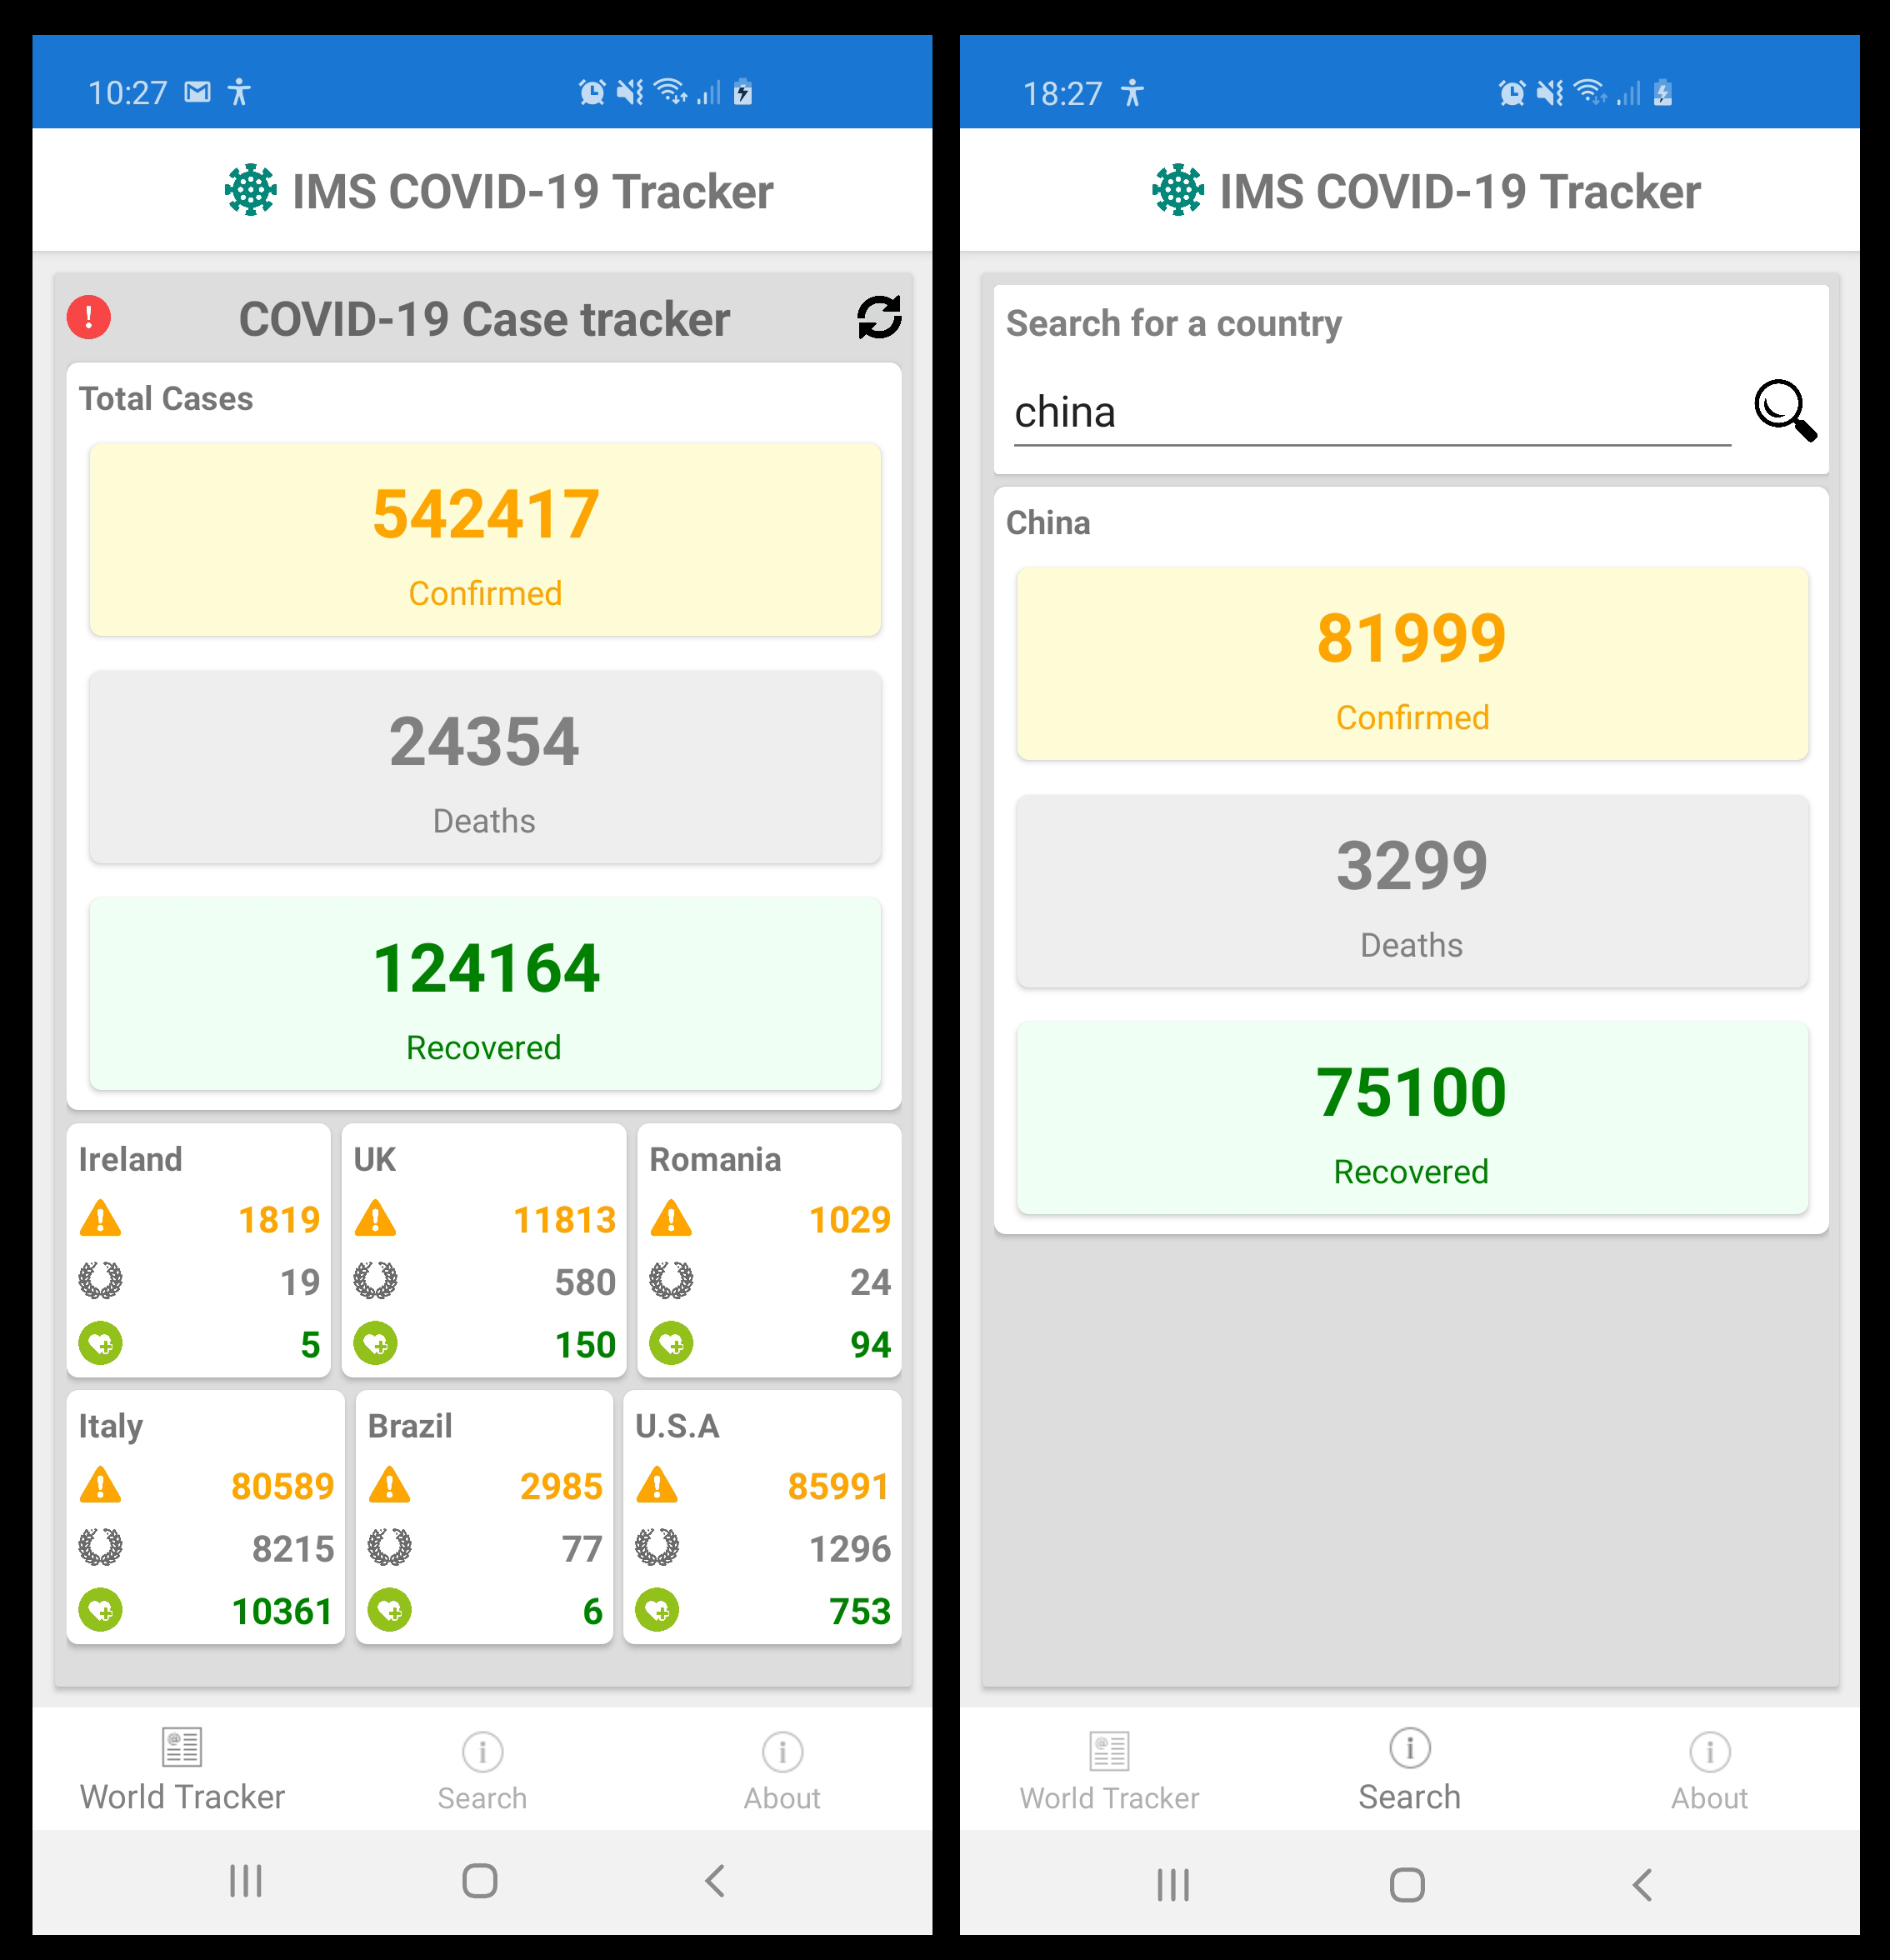 10:27
IMS COVID-19 Tracker
COVID-19 Case tracker
Total Cases
542417
Confirmed
24354
Deaths
124164
Recovered
Ireland
1819
19
5
UK
11813
580
150
Romania
1029
24
94
Italy
80589
8215
10361
Brazil
2985
77
6
U.S.A
85991
1296
753
World Tracker
Search
About
18:27
IMS COVID-19 Tracker
Search for a country
china
China
81999
Confirmed
3299
Deaths
75100
Recovered
World Tracker
Search
About